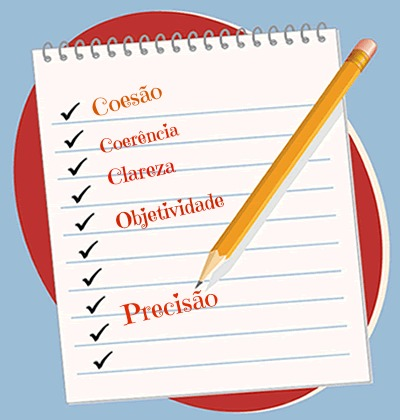 Coesão
Coerência
Clareza
Objetividade
Precisão